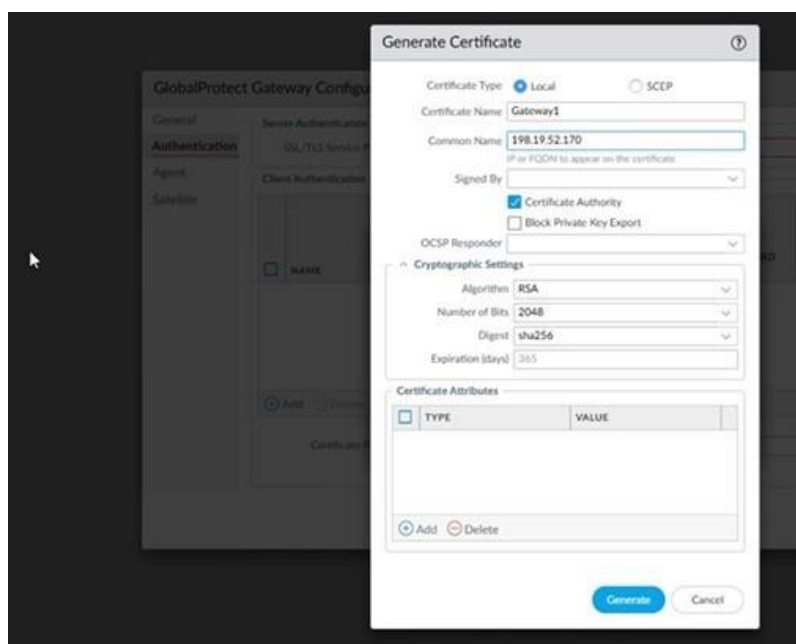 Generate Certificate
Certificate Type Local SCEP
Certificate Name Gateway1
Common Name 198.19.52.170
IP or FQDN to appear on the certificate
Signed By
Certificate Authority
Block Private Key Export
OCSP Responder
Cryptographic Settings
Algorithm RSA
Number of Bits 2048
Digest sha256
Expiration (days) 365
Certificate Attributes
TYPE VALUE
Add Delete
Generate Cancel
GlobalProtect Gateway Configu
General
Authentication
Agent
Satellite
Server Authentication
SSL/TLS Service P
Client Authentication
NAME
Add Delete
Certificate P